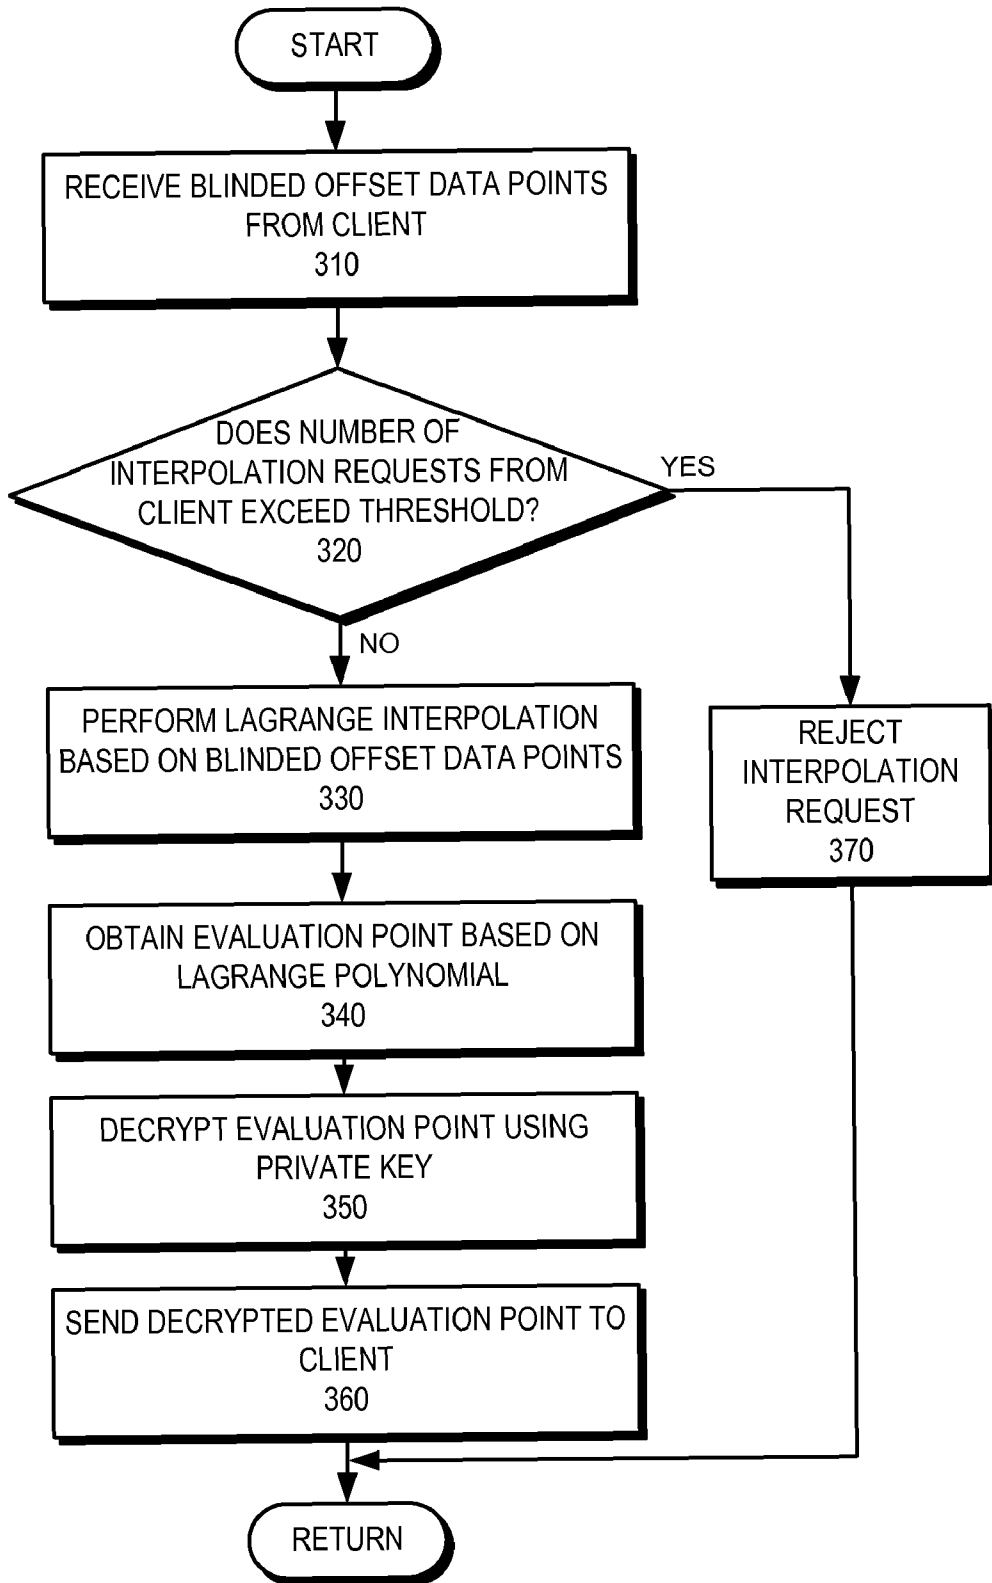 START
RECEIVE BLINDED OFFSET DATA POINTS
FROM CLIENT
310
DOES NUMBER OF
INTERPOLATION REQUESTS FROM
CLIENT EXCEED THRESHOLD?
320
YES
NO
PERFORM LAGRANGE INTERPOLATION
BASED ON BLINDED OFFSET DATA POINTS
330
REJECT
INTERPOLATION
REQUEST
370
OBTAIN EVALUATION POINT BASED ON
LAGRANGE POLYNOMIAL
340
DECRYPT EVALUATION POINT USING
PRIVATE KEY
350
SEND DECRYPTED EVALUATION POINT TO
CLIENT
360
RETURN